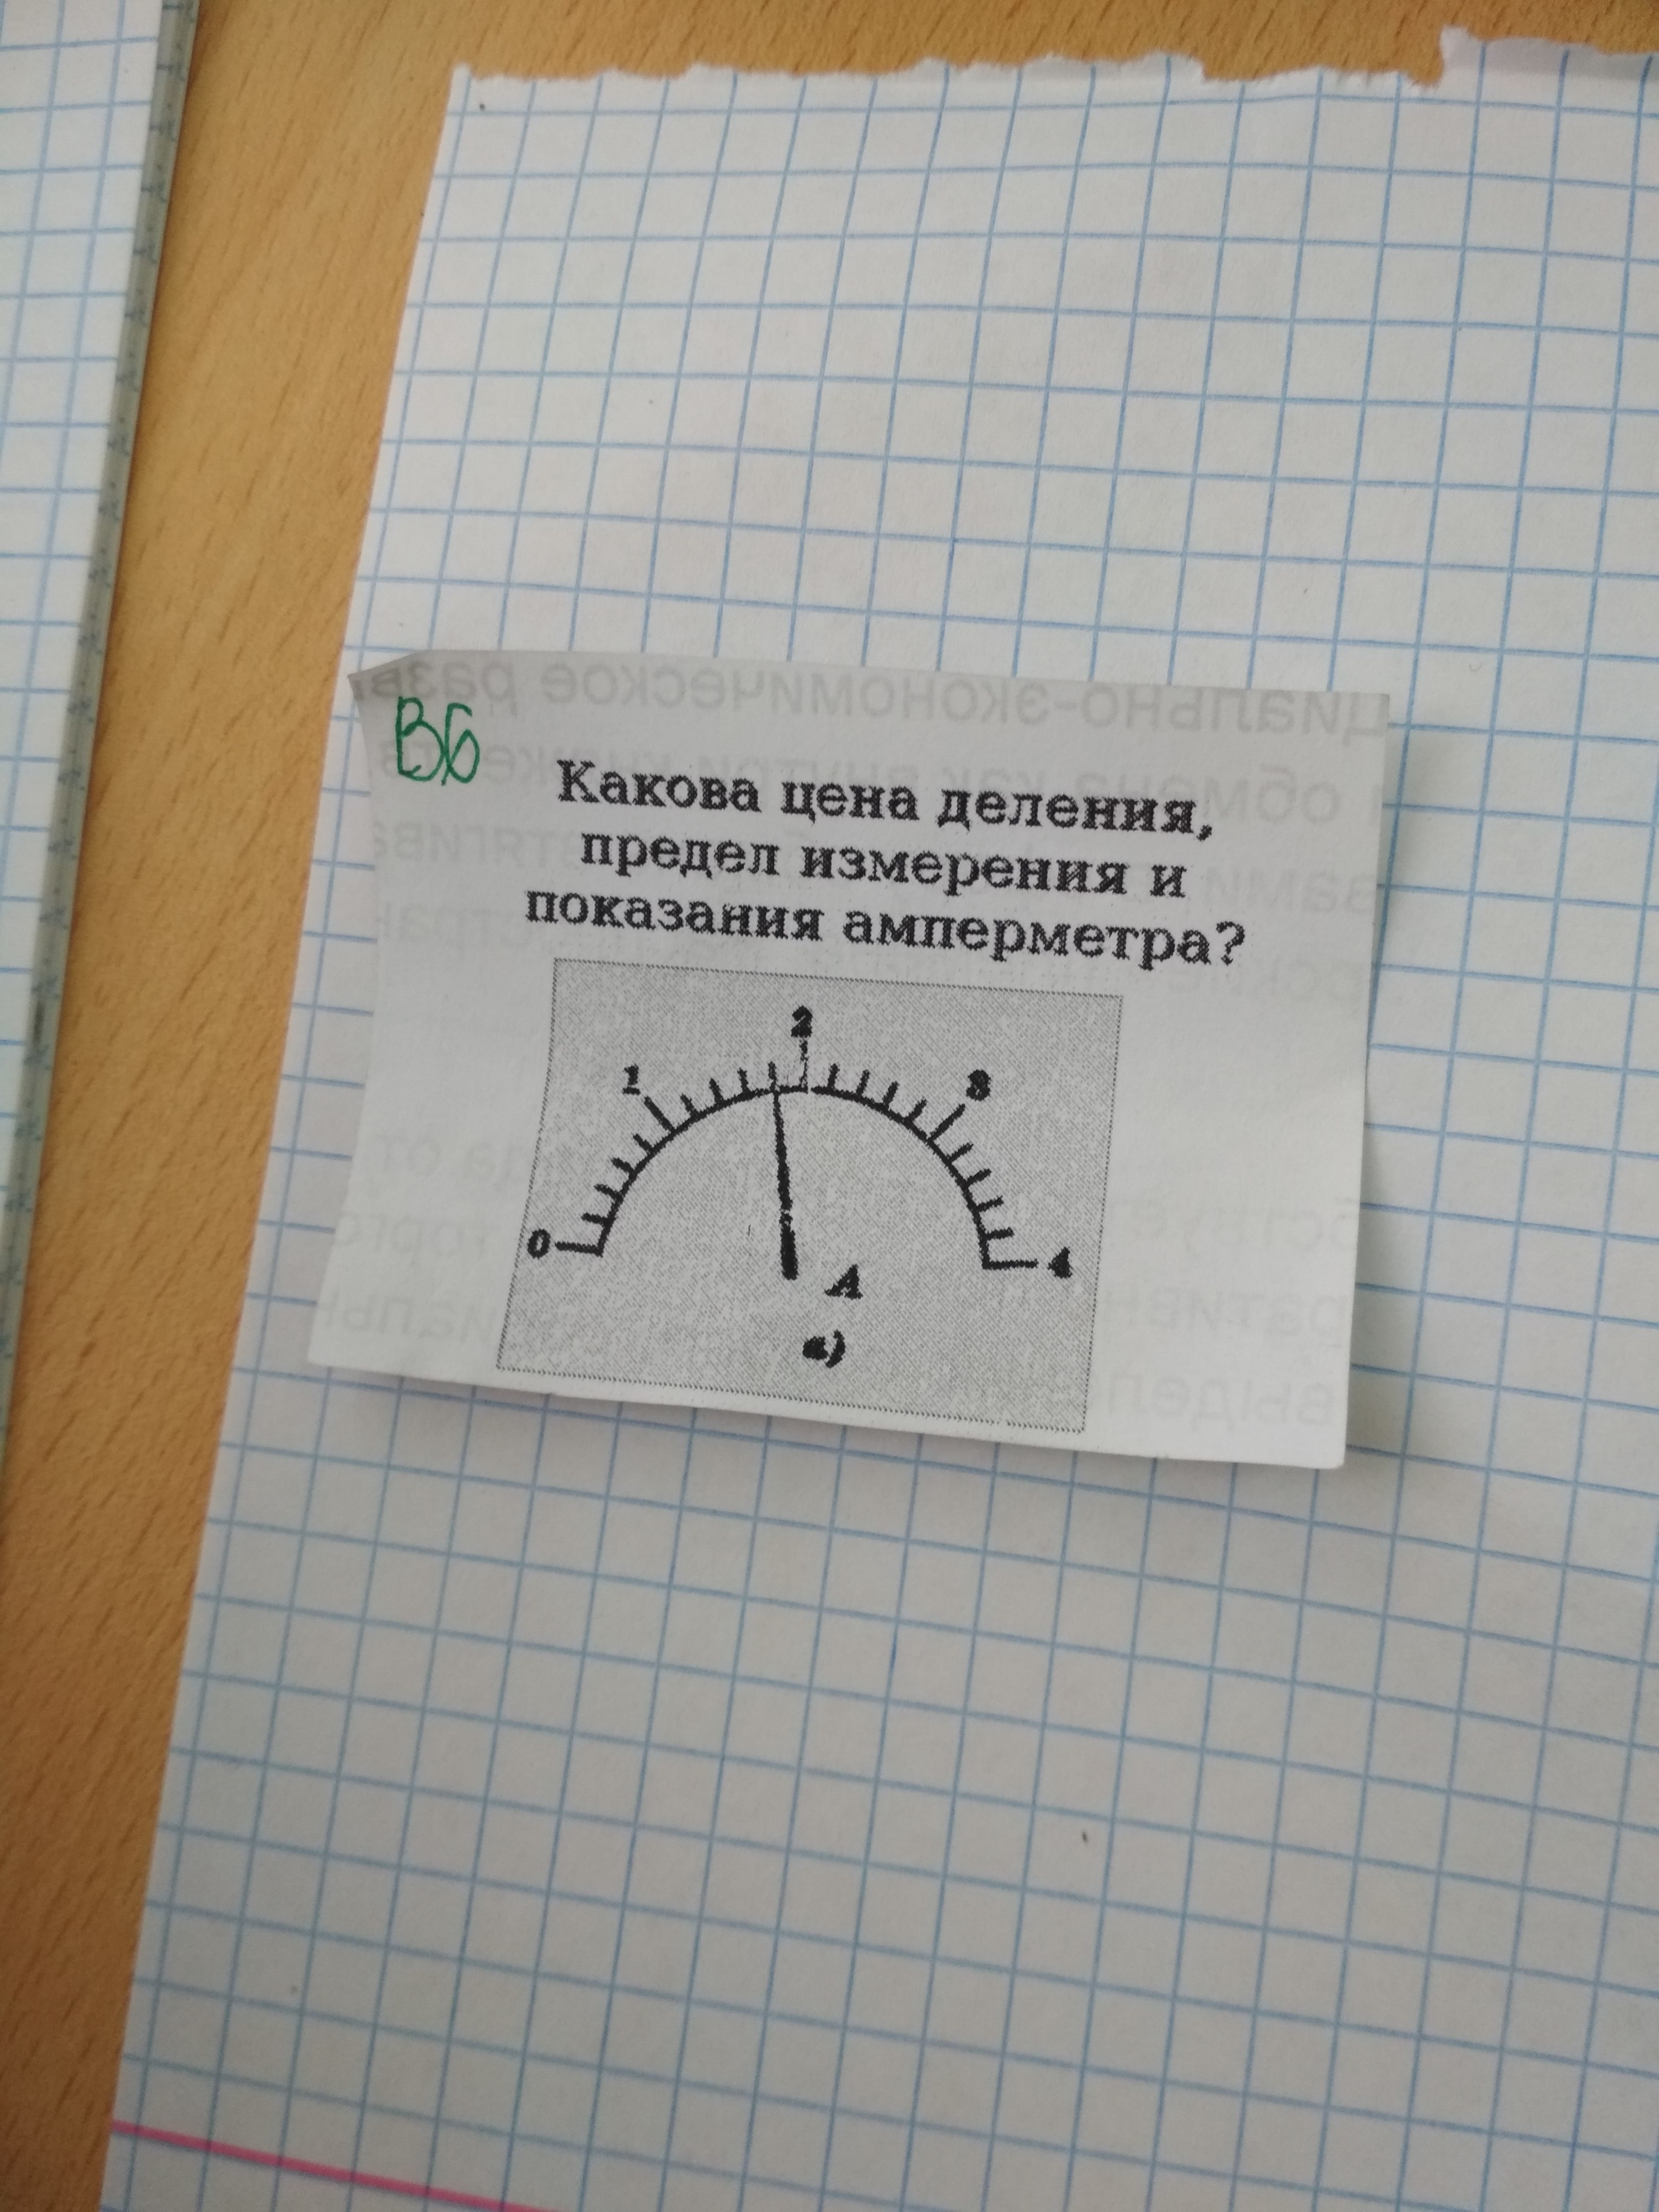 В6
Какова цена деления,
предел измерения и
показания амперметра?
2
1
3
0
4
А
а)